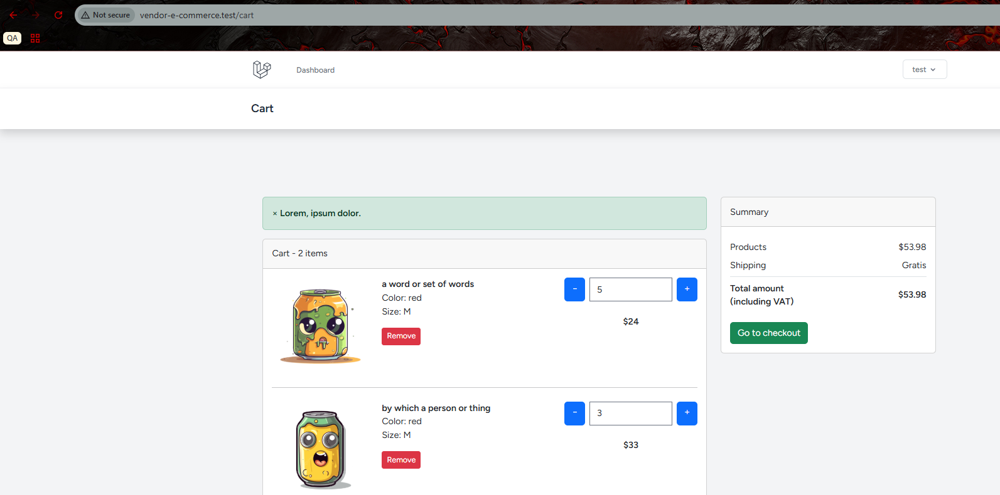 Not secure
vendor-e-commerce.test/cart
QA
Dashboard
test
Cart
× Lorem, ipsum dolor.
Cart - 2 items
a word or set of words
Color: red
Size: M
Remove
-
5
+
$24
by which a person or thing
Color: red
Size: M
Remove
-
3
+
$33
Summary
Products $53.98
Shipping Gratis
Total amount
(including VAT) $53.98
Go to checkout